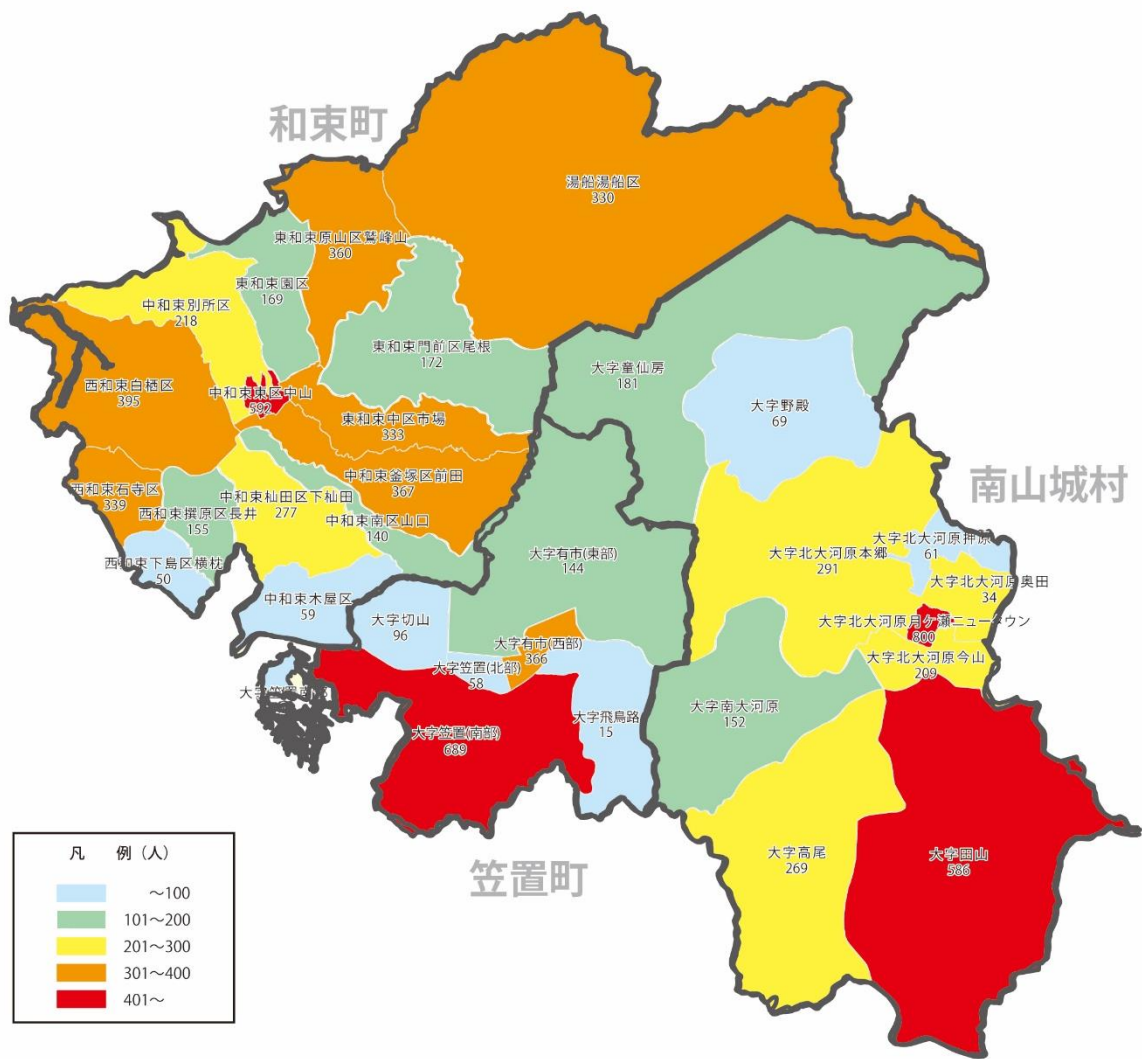 和束町
湯船湯船区
330
東和束原山区鷲峰山
360
東和束園区
169
中和束別所区
218
東和束門前区尾根
172
大字童仙房
181
西和束白栖区
395
中和束東区中山
592
大字野殿
69
東和束中区市場
333
中和束釜塚区前田
367
西和束石寺区
339
中和束杣田区下杣田
277
西和束撰原区長井
155
中和束南区山口
140
南山城村
大字北大河原押原
61
大字有市(東部)
144
大字北大河原本郷
291
西和束下島区横枕
50
大字北大河原奥田
34
中和束木屋区
59
大字切山
96
大字北大河原月ケ瀬ニュータウン
800
大字有市(西部)
366
大字北大河原今山
209
大字笠置(北部)
58
大字南大河原
152
大字飛鳥路
15
大字笠置(南部)
689
大字高尾
269
大字田山
586
笠置町
凡 例 (人)
～100
101～200
201～300
301～400
401～